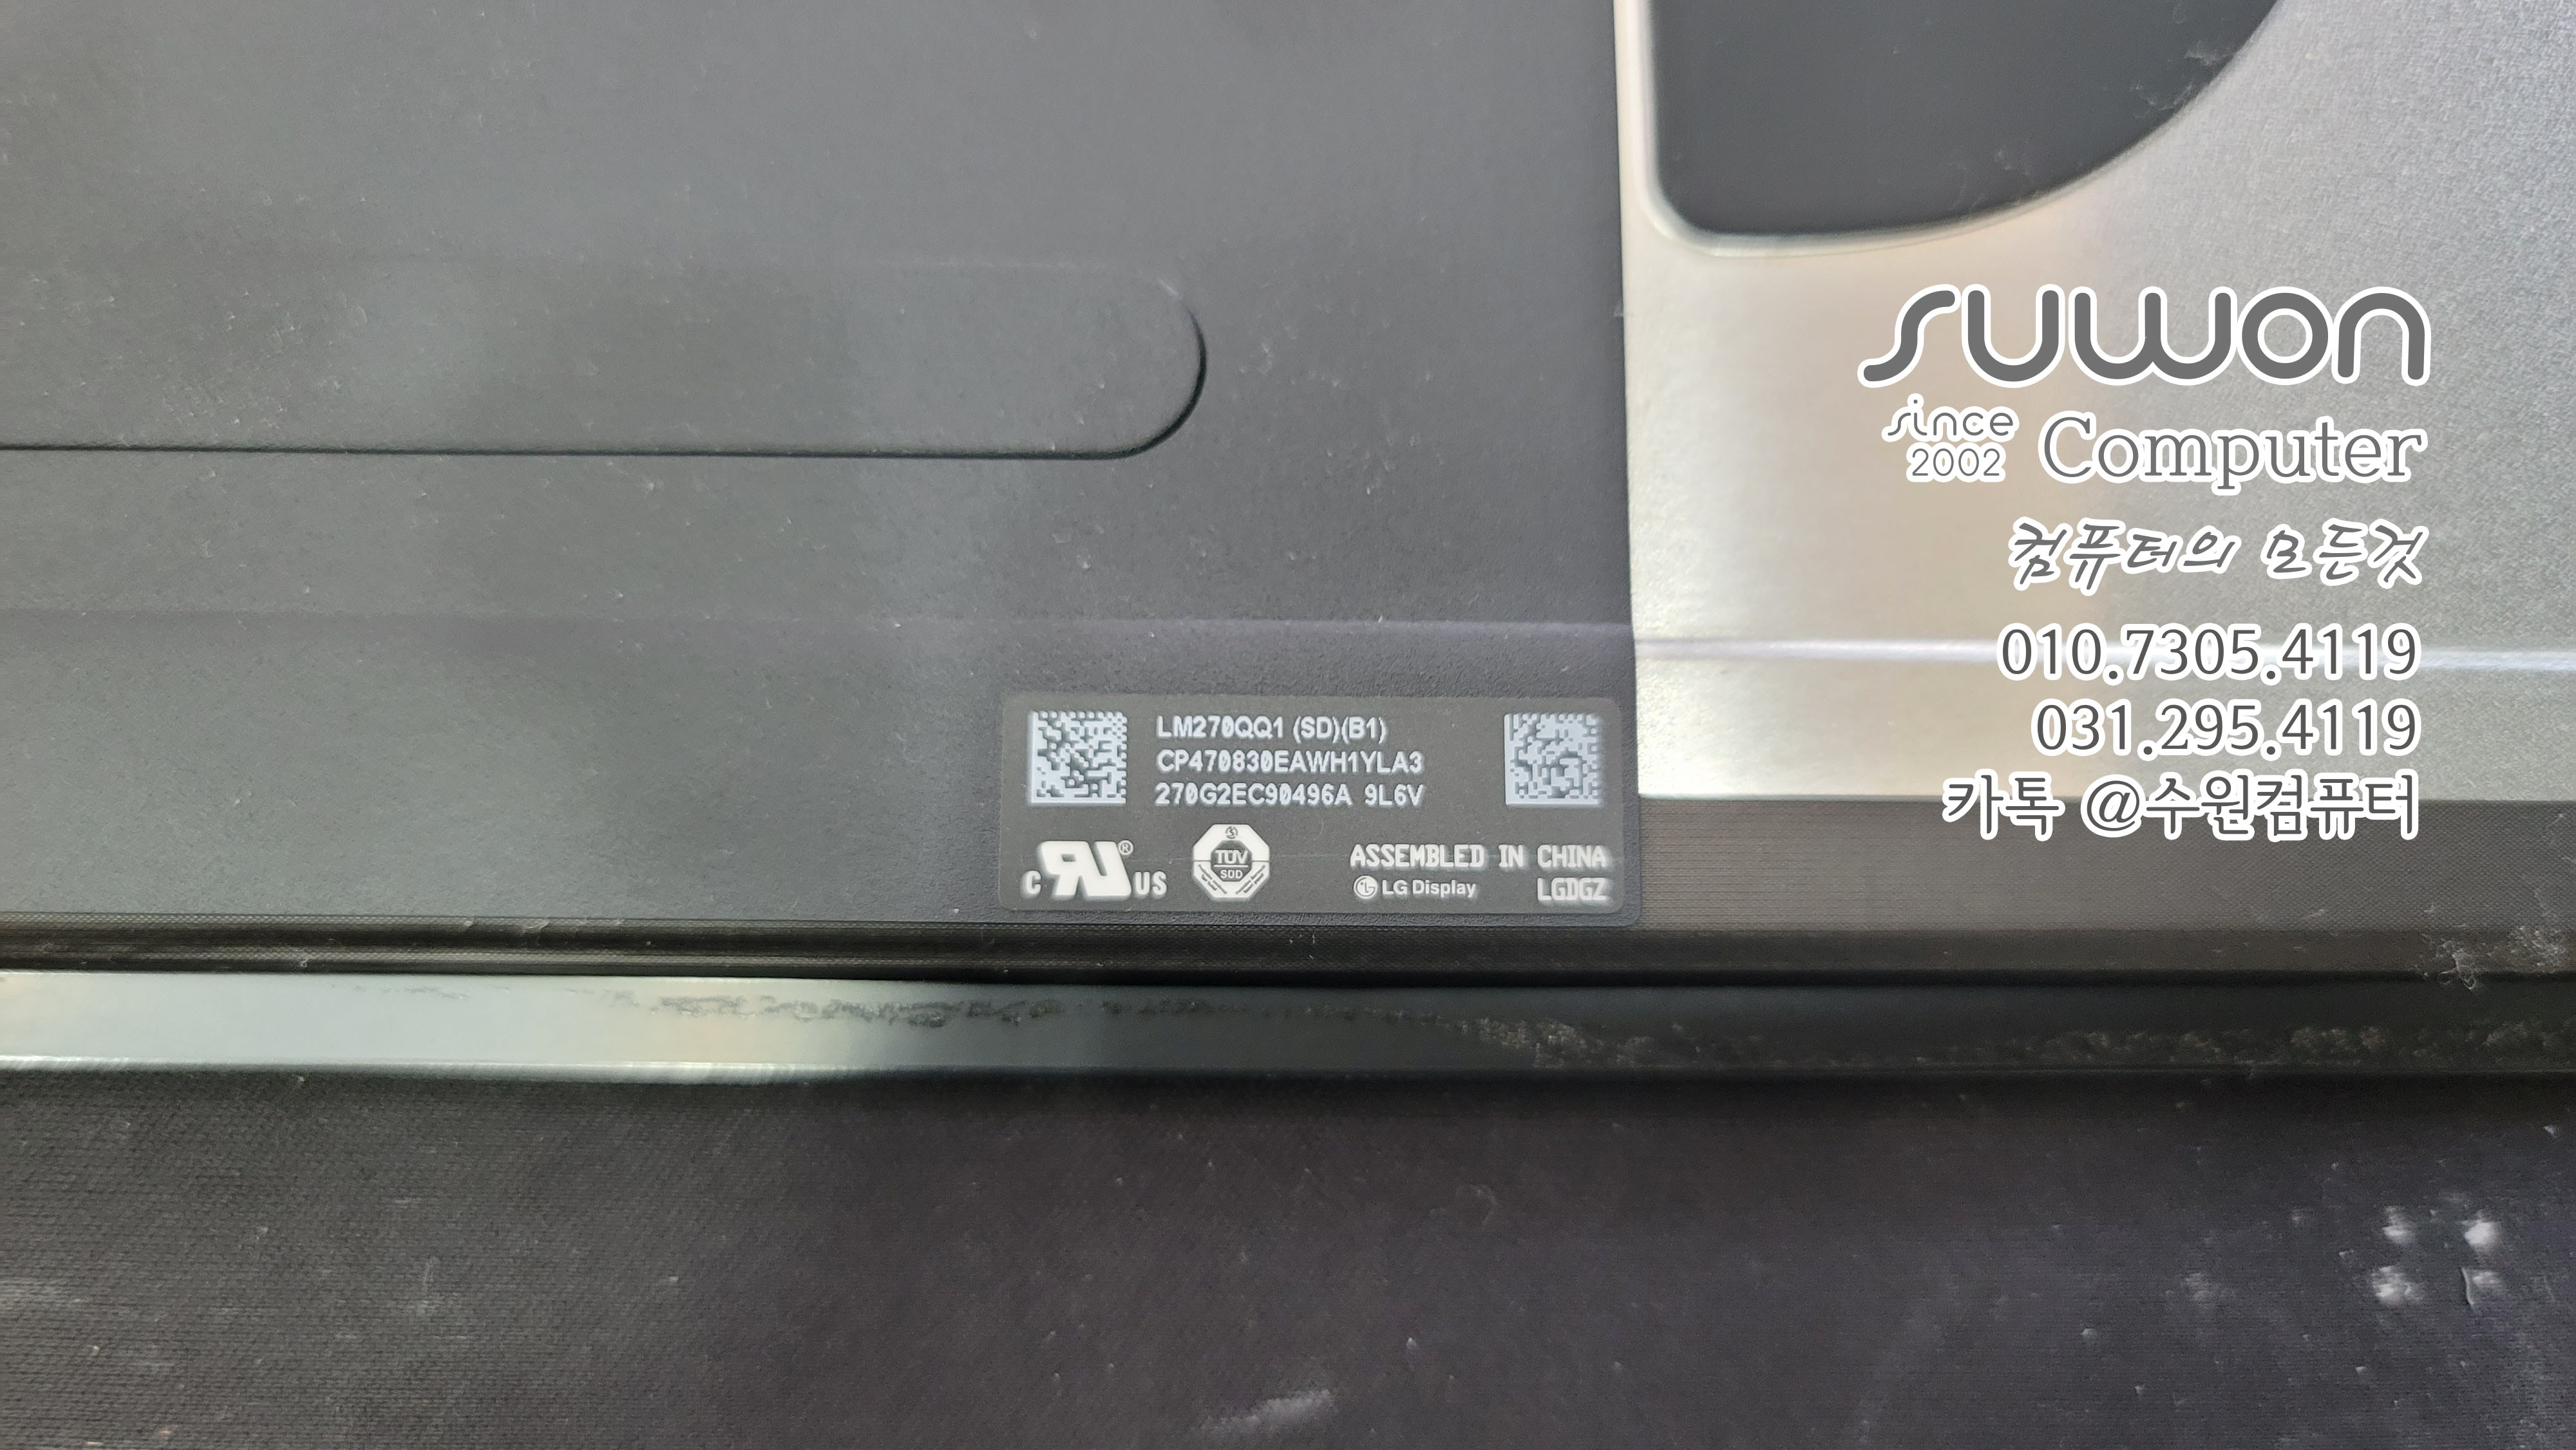 LM270QQ1 (SD)(B1)
CP470830EAWH1YLA3
270G2EC90496A 9L6V
C RU® US
TÜV
SÜD
ASSEMBLED IN CHINA
LG Display LGDGZ
suwon
since 2002 Computer
컴퓨터의 모든것
010.7305.4119
031.295.4119
카톡 @수원컴퓨터